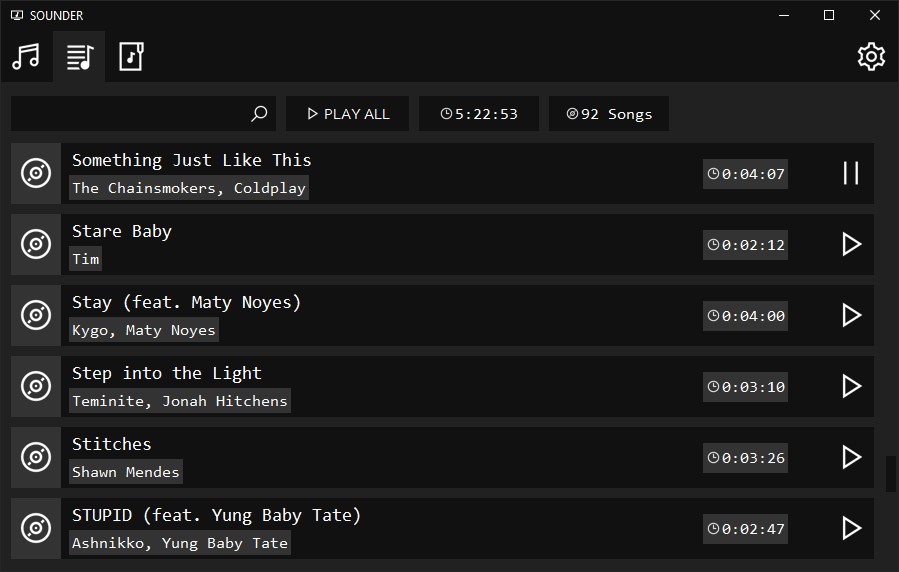 SOUNDER
PLAY ALL
5:22:53
92 Songs
Something Just Like This
The Chainsmokers, Coldplay
0:04:07
Stare Baby
Tim
0:02:12
Stay (feat. Maty Noyes)
Kygo, Maty Noyes
0:04:00
Step into the Light
Teminite, Jonah Hitchens
0:03:10
Stitches
Shawn Mendes
0:03:26
STUPID (feat. Yung Baby Tate)
Ashnikko, Yung Baby Tate
0:02:47